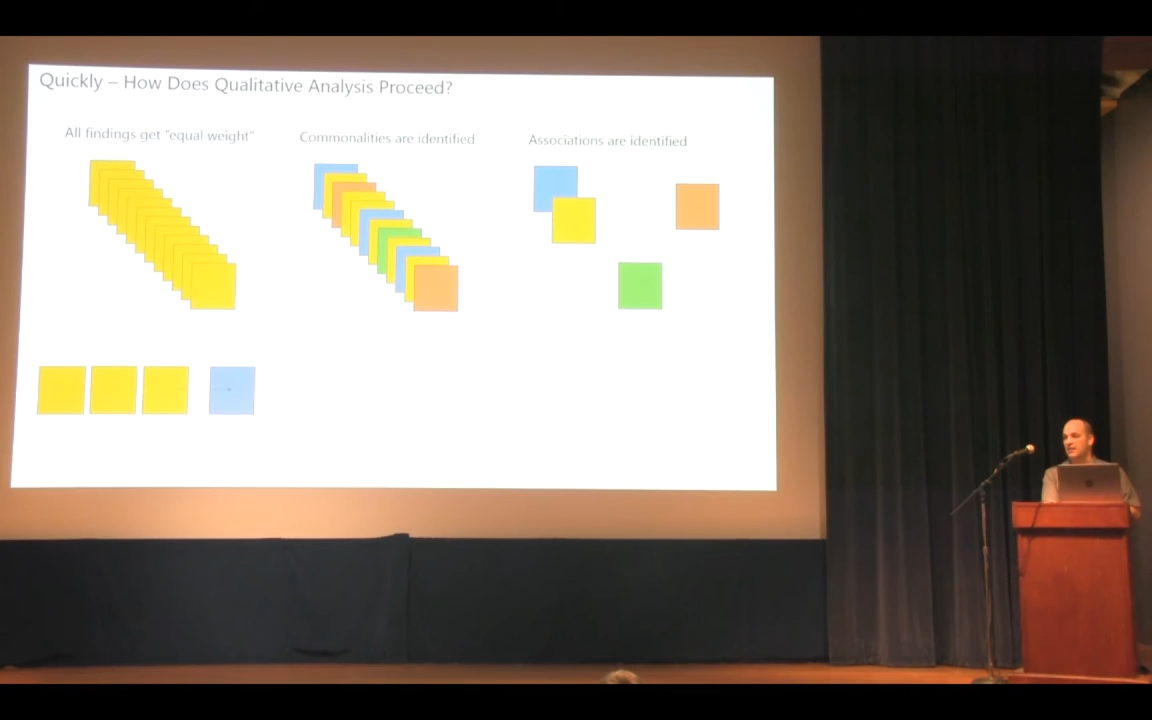 Quickly – How Does Qualitative Analysis Proceed?
All findings get "equal weight"
Commonalities are identified
Associations are identified